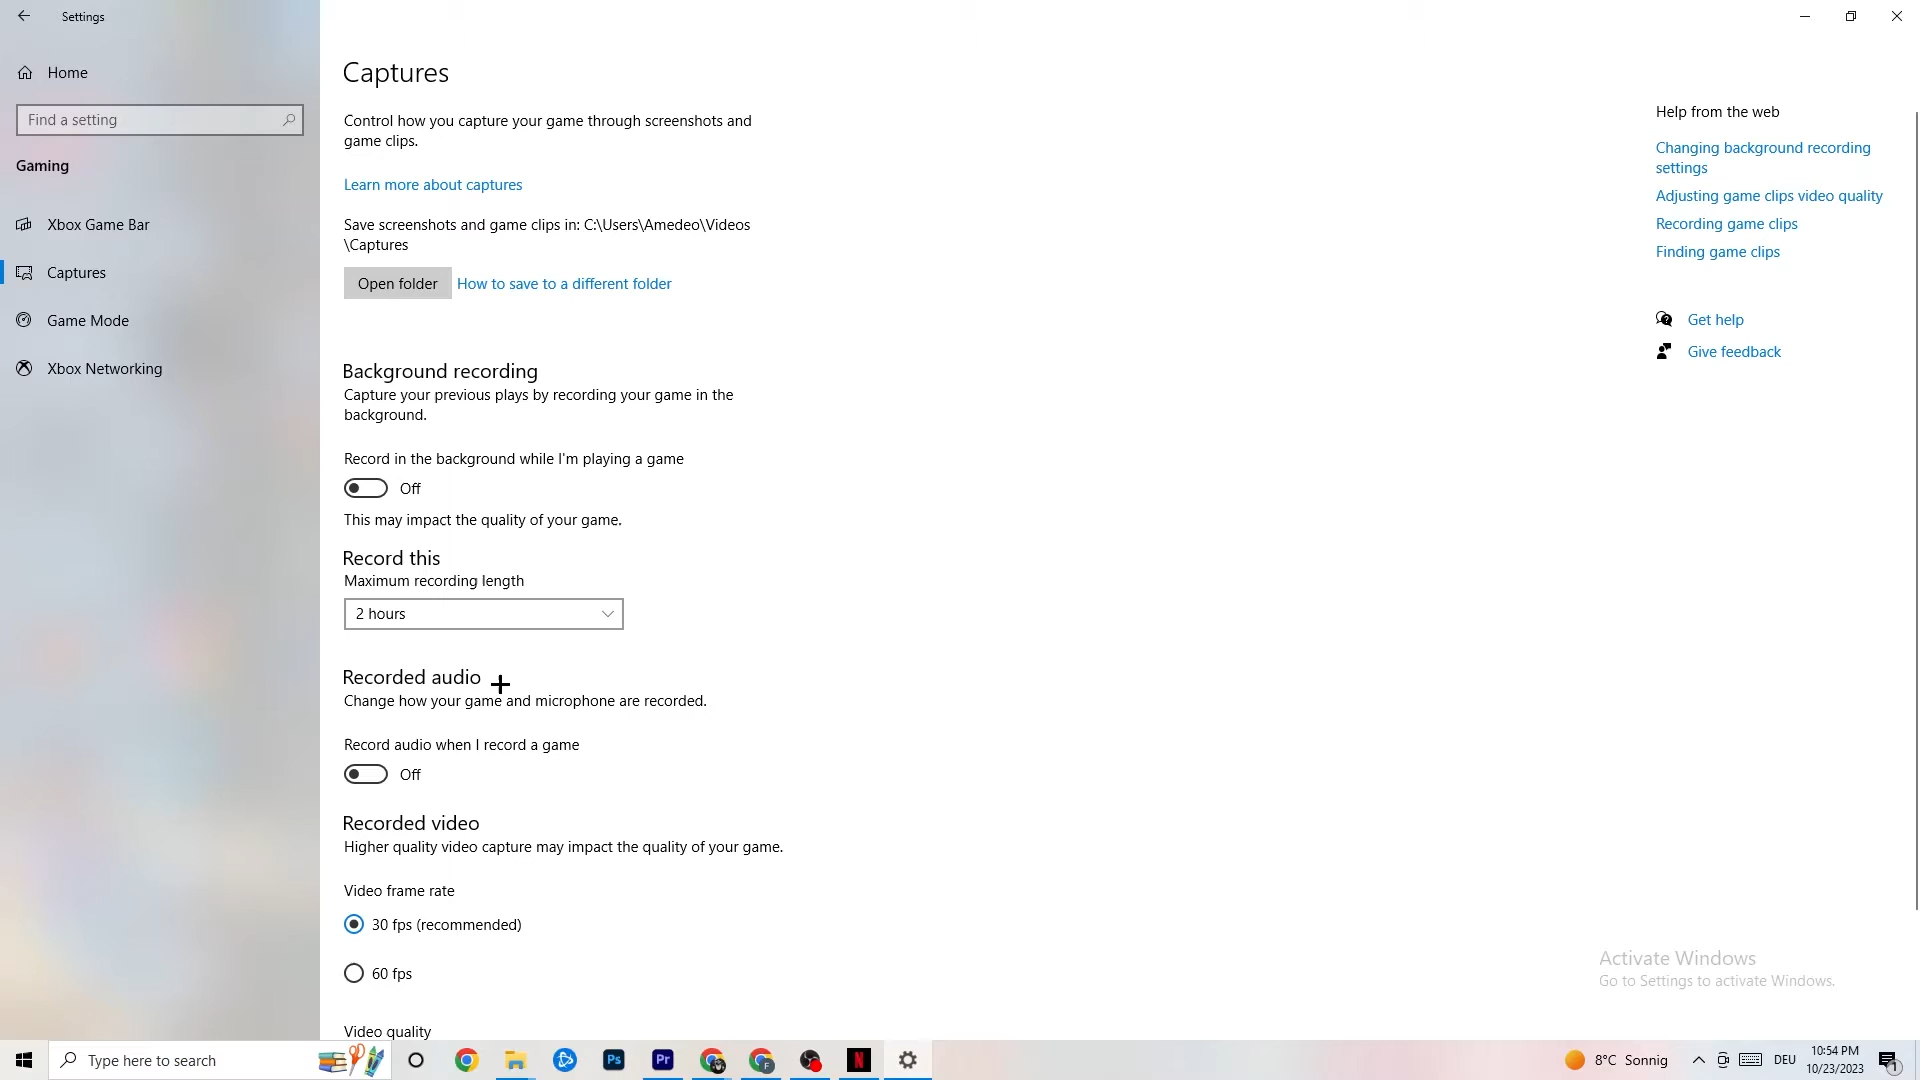 Settings
Home
Find a setting
Gaming
Xbox Game Bar
Captures
Game Mode
Xbox Networking
Captures
Control how you capture your game through screenshots and
game clips.
Learn more about captures
Save screenshots and game clips in: C:\Users\Amedeo\Videos
\Captures
Open folder
How to save to a different folder
Background recording
Capture your previous plays by recording your game in the
background.
Record in the background while I'm playing a game
Off
This may impact the quality of your game.
Record this
Maximum recording length
2 hours
Recorded audio
Change how your game and microphone are recorded.
Record audio when I record a game
Off
Recorded video
Higher quality video capture may impact the quality of your game.
Video frame rate
30 fps (recommended)
60 fps
Video quality
Help from the web
Changing background recording
settings
Adjusting game clips video quality
Recording game clips
Finding game clips
Get help
Give feedback
Activate Windows
Go to Settings to activate Windows.
Type here to search
Ps
Pr
F
N
8°C Sonnig
DEU
10:54 PM
10/23/2023
1